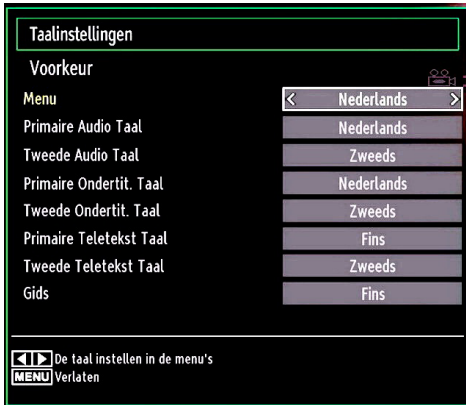 Taalinstellingen
Voorkeur
Menu < Nederlands >
Primaire Audio Taal Nederlands
Tweede Audio Taal Zweeds
Primaire Ondertit. Taal Nederlands
Tweede Ondertit. Taal Zweeds
Primaire Teletekst Taal Fins
Tweede Teletekst Taal Zweeds
Gids Fins
De taal instellen in de menu's
MENU Verlaten